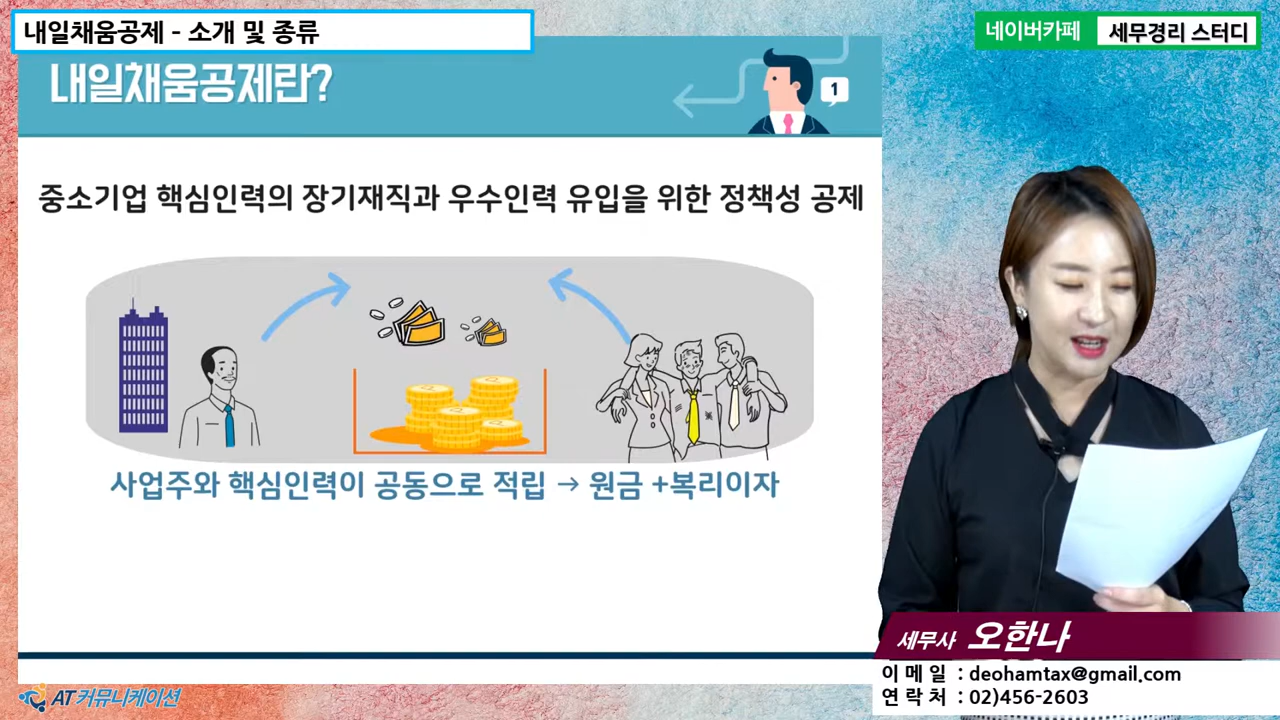 내일채움공제 - 소개 및 종류
네이버카페 세무경리 스터디
내일채움공제란?
1
중소기업 핵심인력의 장기재직과 우수인력 유입을 위한 정책성 공제
사업주와 핵심인력이 공동으로 적립 → 원금 +복리이자
세무사 오한나
이 메 일 : deohamtax@gmail.com
연 락 처 : 02)456-2603
AT커뮤니케이션